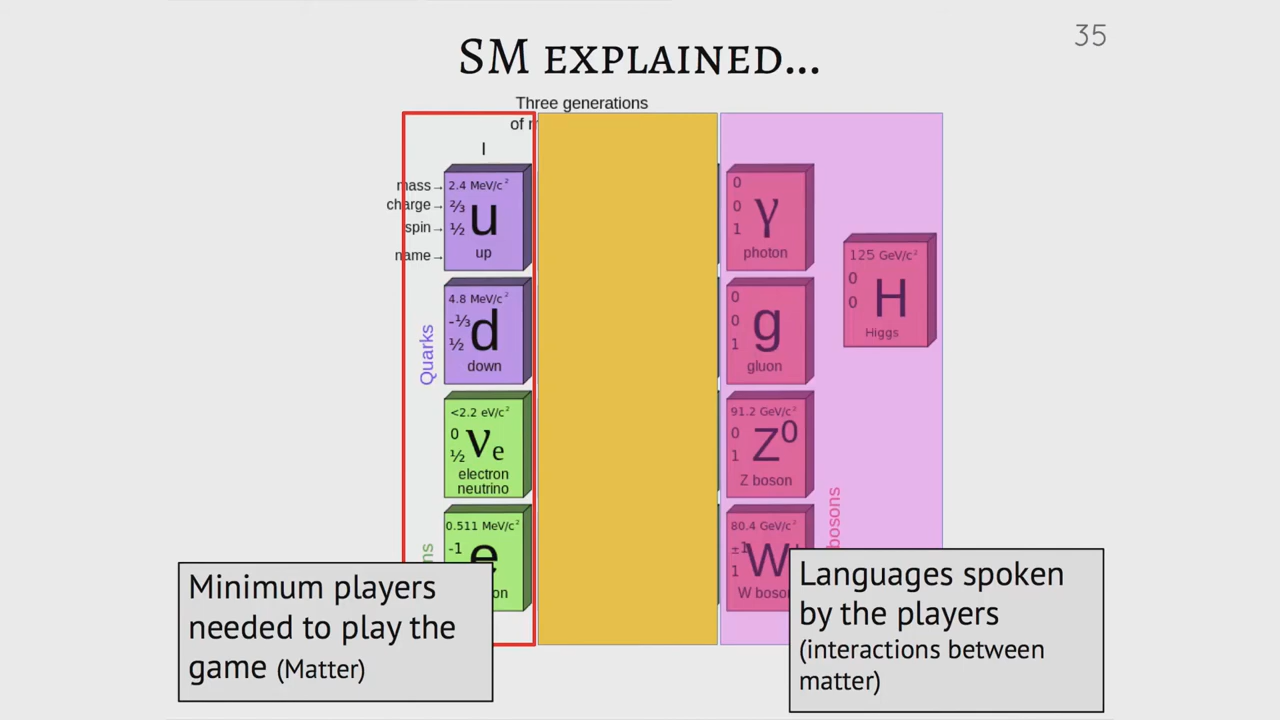 35
SM EXPLAINED...
Three generations
of
I
mass→
charge→
spin→
name→
2.4 MeV/c²
⅔
½
u
up
0
0
1
γ
photon
125 GeV/c²
0
0
H
Higgs
Quarks
4.8 MeV/c²
-⅓
½
d
down
0
0
1
g
gluon
<2.2 eV/c²
0
½
νe
electron
neutrino
91.2 GeV/c²
0
1
Z⁰
Z boson
bosons
0.511 MeV/c²
-1
e
80.4 GeV/c²
±1
1
W
W
Minimum players
needed to play the
game (Matter)
Languages spoken
by the players
(interactions between
matter)